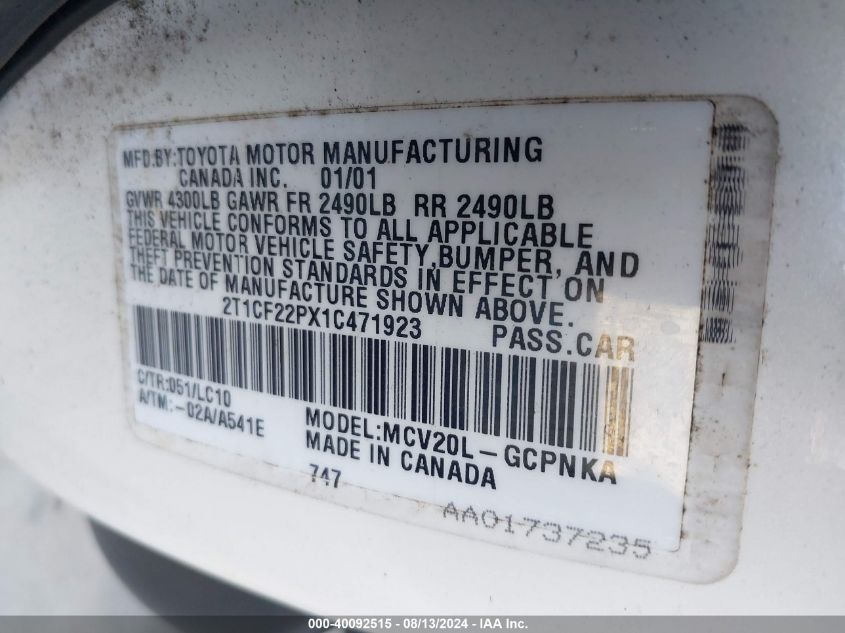 MFD.BY:TOYOTA MOTOR MANUFACTURING
CANADA INC. 01/01
GVWR 4300LB GAWR FR 2490LB RR 2490LB
THIS VEHICLE CONFORMS TO ALL APPLICABLE
FEDERAL MOTOR VEHICLE SAFETY,BUMPER, AND
THEFT PREVENTION STANDARDS IN EFFECT ON
THE DATE OF MANUFACTURE SHOWN ABOVE.
2T1CF22PX1C471923 PASS.CAR
C/TR:051/LC10
A/TM:-02A/A541E
MODEL:MCV20L-GCPNKA
MADE IN CANADA
747
AA01737235
000-40092515 - 08/13/2024 - IAA Inc.